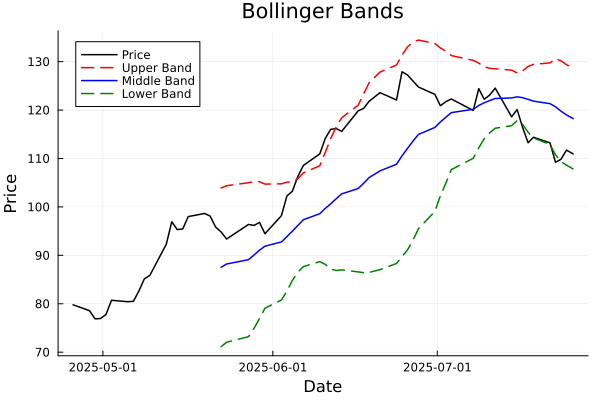 Bollinger Bands
Price
Upper Band
Middle Band
Lower Band
130
120
110
100
90
80
70
Price
2025-05-01
2025-06-01
2025-07-01
Date